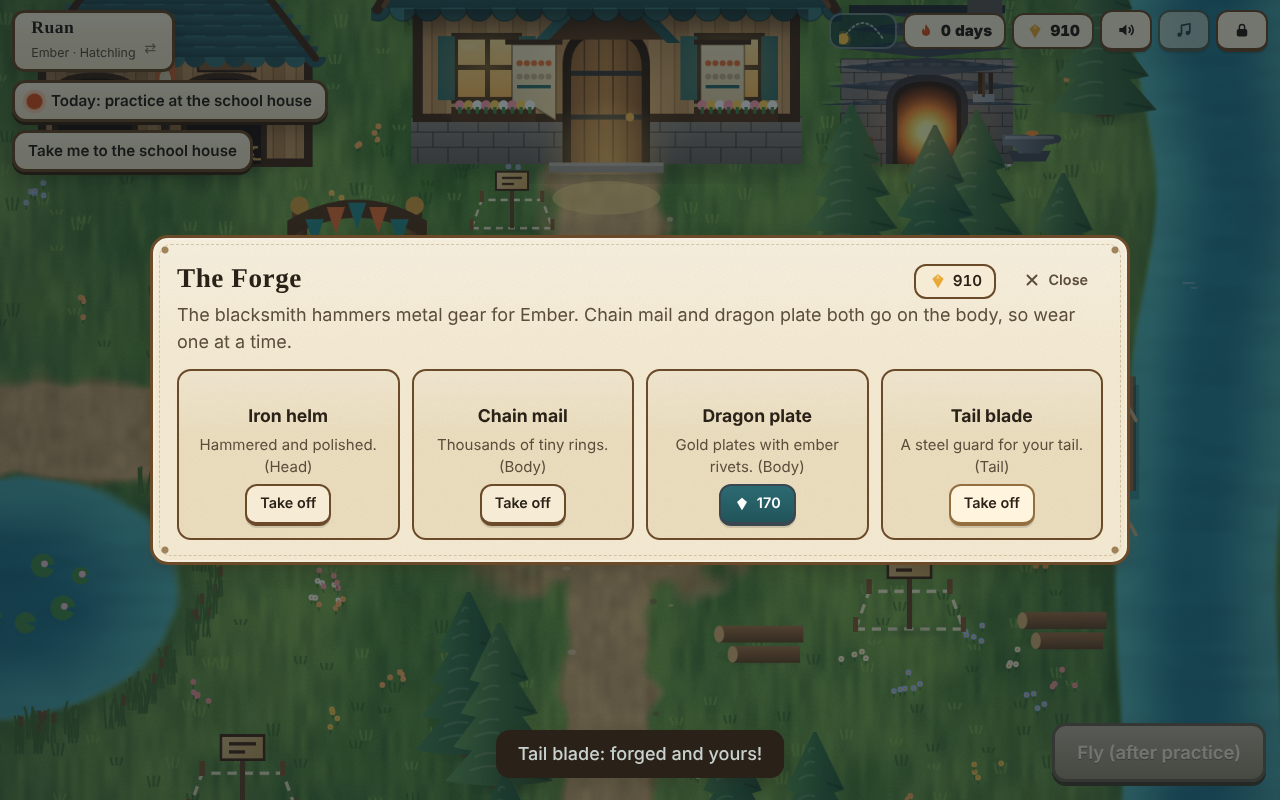 Ruan
Ember · Hatchling
Today: practice at the school house
Take me to the school house
0 days
910
The Forge
910
Close
The blacksmith hammers metal gear for Ember. Chain mail and dragon plate both go on the body, so wear
one at a time.
Iron helm
Hammered and polished.
(Head)
Take off
Chain mail
Thousands of tiny rings.
(Body)
Take off
Dragon plate
Gold plates with ember
rivets. (Body)
170
Tail blade
A steel guard for your tail.
(Tail)
Take off
Tail blade: forged and yours!
Fly (after practice)